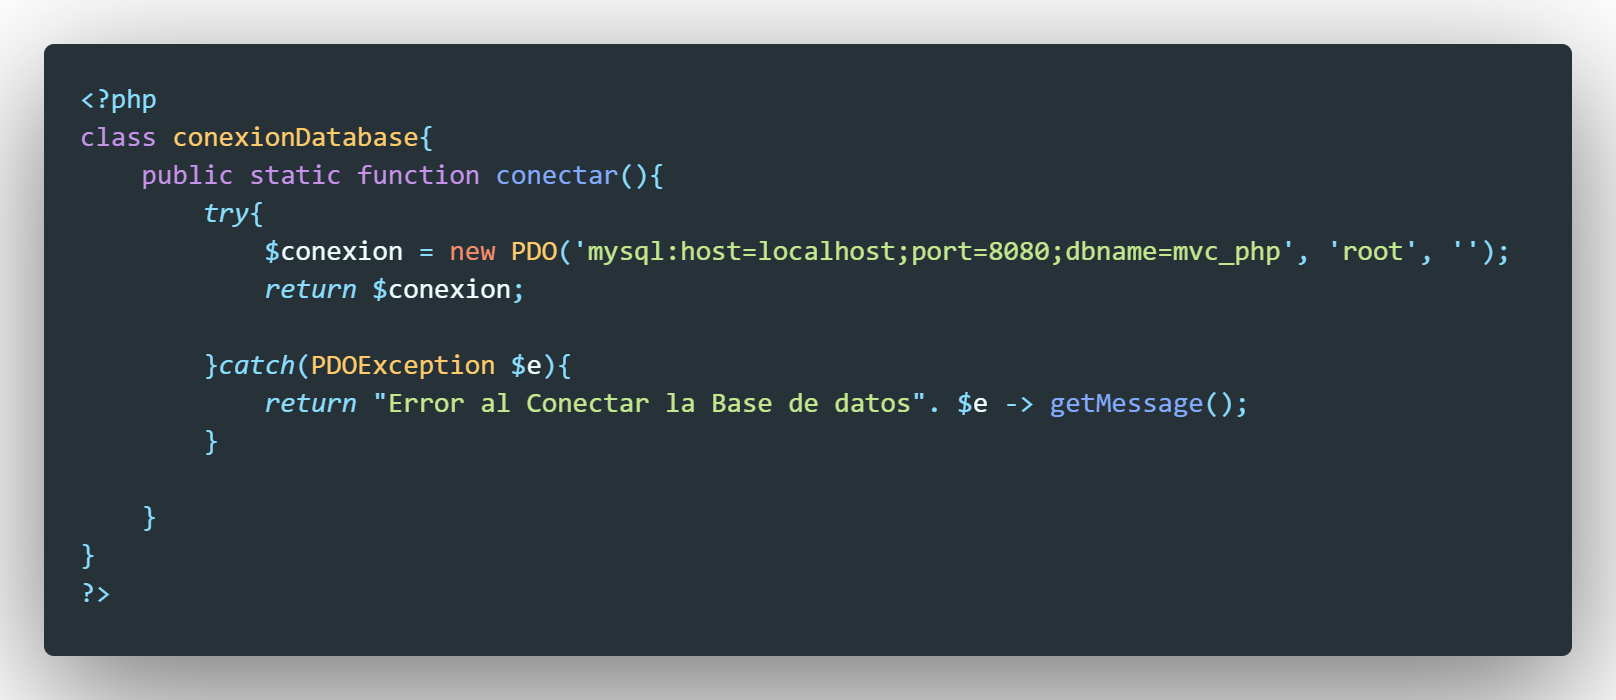 <?php
class conexionDatabase{
    public static function conectar(){
        try{
            $conexion = new PDO('mysql:host=localhost;port=8080;dbname=mvc_php', 'root', '');
            return $conexion;

        }catch(PDOException $e){
            return "Error al Conectar la Base de datos". $e -> getMessage();
        }

    }
}
?>